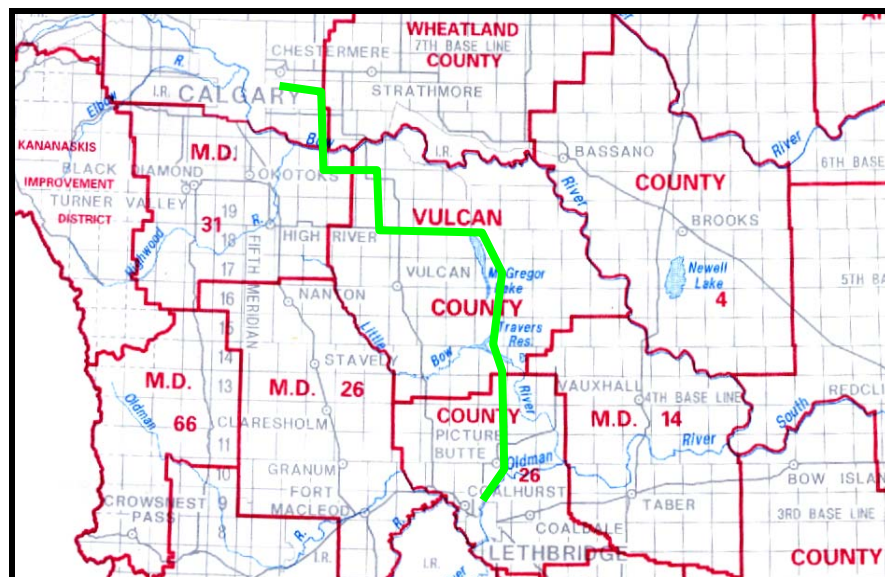 WHEATLAND
7TH BASE LINE
COUNTY
CHESTERMERE
R.
I.R.
CALGARY
STRATHMORE
Elbow
KANANASKIS
M.D.
Bow
I.R.
BASSANO
River
6TH BASE
BLACK
DIAMOND
OKOTOKS
IMPROVEMENT
TURNER VALLEY
DISTRICT
COUNTY
River
19
31
18
R.
HIGH RIVER
VULCAN
BROOKS
Highwood
17
FIFTH MERIDIAN
VULCAN
McGregor
Lake
Newell
Lake
4
5TH BA
16
NANTON
COUNTY
15
Little
Travers
Res.
14
STAVELY
Bow
M.D.
13
M.D. 26
VAUXHALL
4TH BASE LINE
REDCLI
66
12
Oldman
CLARESHOLM
COUNTY
River
M.D. 14
South
11
PICTURE
BUTTE
River
10
GRANUM
Oldman
26
BOW ISLAN
CROWSNEST
PASS
9
FORT
MACLEOD
COALHURST
TABER
8
R.
R.
COALDALE
3RD BASE LINE
I.R.
I.R.
LETHBRIDGE
COUNTY
River